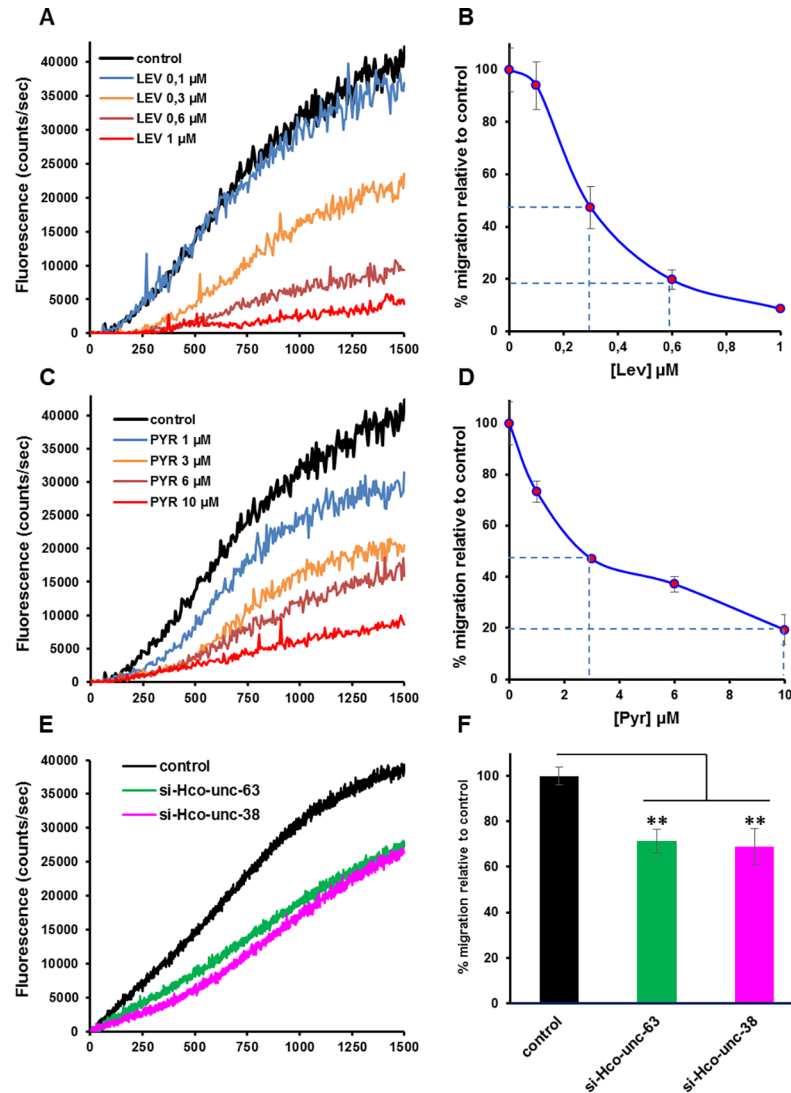 A
Fluorescence (counts/sec)
40000
35000
30000
25000
20000
15000
10000
5000
0
control
LEV 0,1 µM
LEV 0,3 µM
LEV 0,6 µM
LEV 1 µM
0 250 500 750 1000 1250 1500
B
% migration relative to control
100
80
60
40
20
0
0 0,2 0,4 0,6 0,8 1
[Lev] µM
C
Fluorescence (counts/sec)
40000
35000
30000
25000
20000
15000
10000
5000
0
control
PYR 1 µM
PYR 3 µM
PYR 6 µM
PYR 10 µM
0 250 500 750 1000 1250 1500
D
% migration relative to control
100
80
60
40
20
0
0 2 4 6 8 10
[Pyr] µM
E
Fluorescence (counts/sec)
40000
35000
30000
25000
20000
15000
10000
5000
0
control
si-Hco-unc-63
si-Hco-unc-38
0 250 500 750 1000 1250 1500
F
% migration relative to control
100
80
60
40
20
0
** **
control
si-Hco-unc-63
si-Hco-unc-38